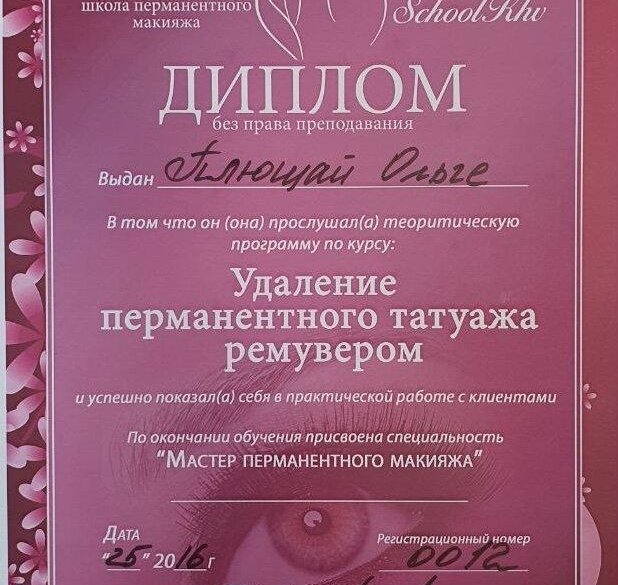 школа перманентного
макияжа
SchoolKhv
ДИПЛОМ
без права преподавания
Выдан Плющай Ольге
В том что он (она) прослушал(а) теоритическую
программу по курсу:
Удаление
перманентного татуажа
ремувером
и успешно показал(а) себя в практической работе с клиентами
По окончании обучения присвоена специальность
"МАСТЕР ПЕРМАНЕНТНОГО МАКИЯЖА"
ДАТА
"25" 2016 г
Регистрационный номер
0012